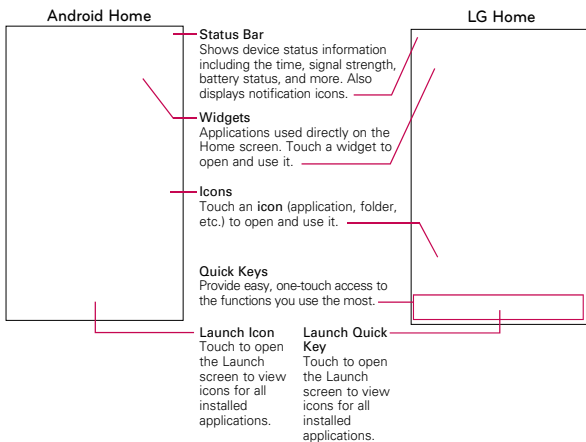 Android Home
LG Home
Status Bar
Shows device status information
including the time, signal strength,
battery status, and more. Also
displays notification icons.
Widgets
Applications used directly on the
Home screen. Touch a widget to
open and use it.
Icons
Touch an icon (application, folder,
etc.) to open and use it.
Quick Keys
Provide easy, one-touch access to
the functions you use the most.
Launch Icon
Touch to open
the Launch
screen to view
icons for all
installed
applications.
Launch Quick
Key
Touch to open
the Launch
screen to view
icons for all
installed
applications.